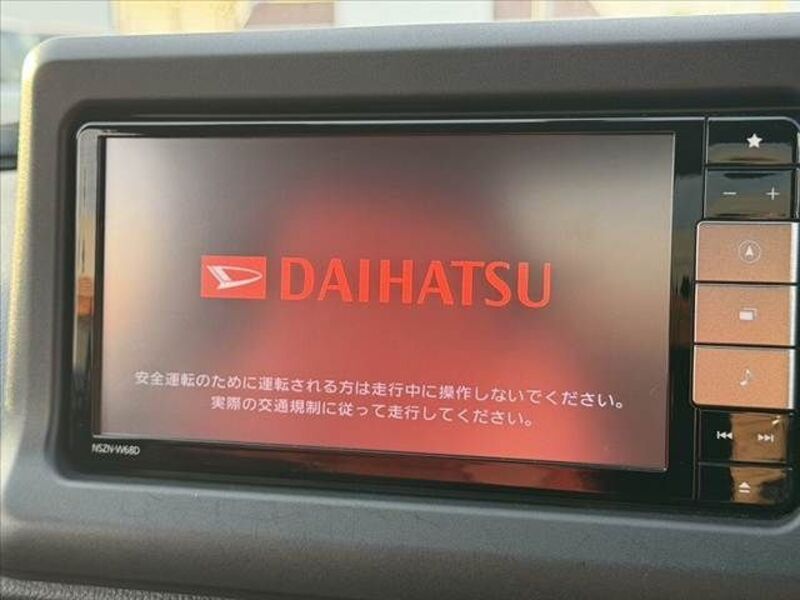 DAIHATSU
安全運転のために運転される方は走行中に操作しないでください。
実際の交通規制に従って走行してください。
NSZN-W68D